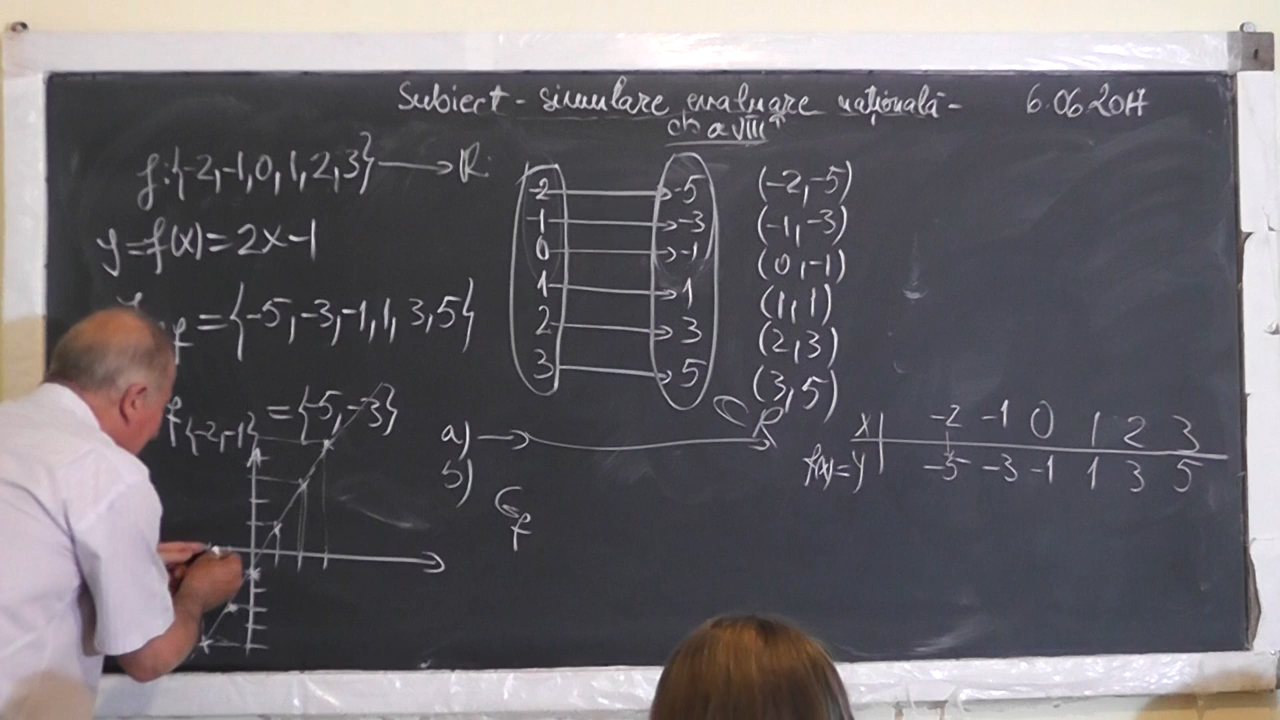 Subiect - simulare evaluare națională - 6.06.2017
cls a VIII ª
f:{-2,-1,0,1,2,3} → R
y=f(x)=2x-1
f = {-5,-3,-1,1,3,5}
f{-2,-1} = {-5,-3}
-2 → -5
-1 → -3
0 → -1
1 → 1
2 → 3
3 → 5
(-2,-5)
(-1,-3)
(0,-1)
(1,1)
(2,3)
(3,5)
a) →
b)
G f
⊂ R
x | -2 -1 0 1 2 3
f(x)=y | -5 -3 -1 1 3 5